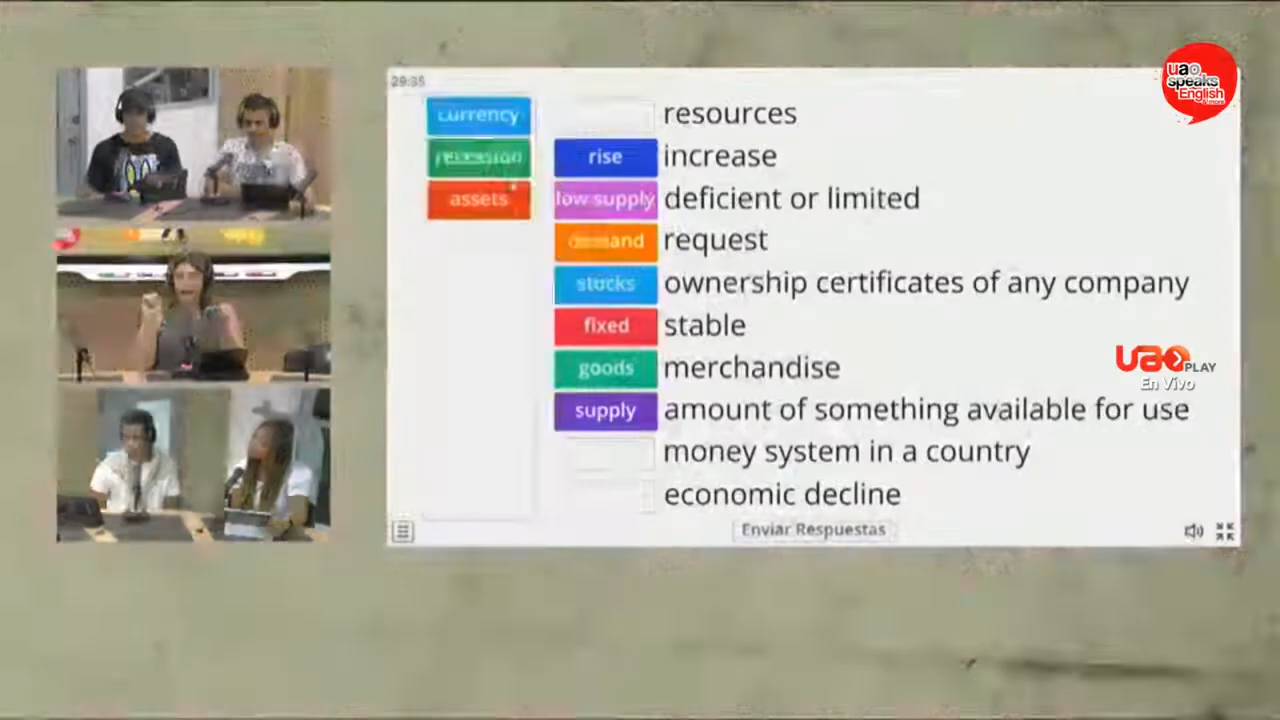 uao
speaks
English
29:35
currency
resources
recession
rise
increase
assets
low supply
deficient or limited
demand
request
stocks
ownership certificates of any company
fixed
stable
goods
merchandise
uao
PLAY
En Vivo
supply
amount of something available for use
money system in a country
economic decline
Enviar Respuestas